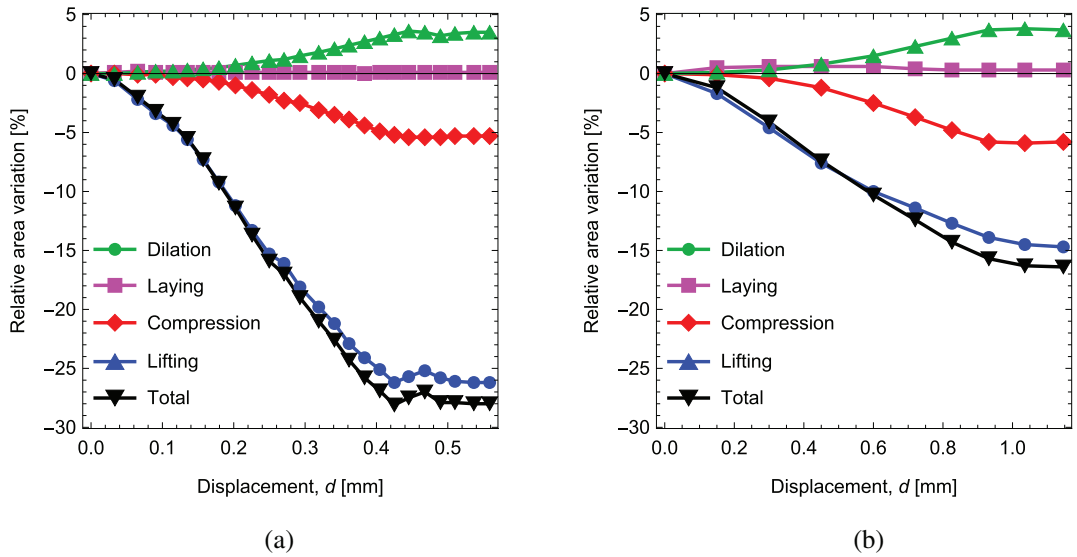 5
0
−5
−10
−15
−20
−25
−30
Relative area variation [%]
Dilation
Laying
Compression
Lifting
Total
0.0 0.1 0.2 0.3 0.4 0.5
Displacement, d [mm]
(a)
5
0
−5
−10
−15
−20
−25
−30
Relative area variation [%]
Dilation
Laying
Compression
Lifting
Total
0.0 0.2 0.4 0.6 0.8 1.0
Displacement, d [mm]
(b)